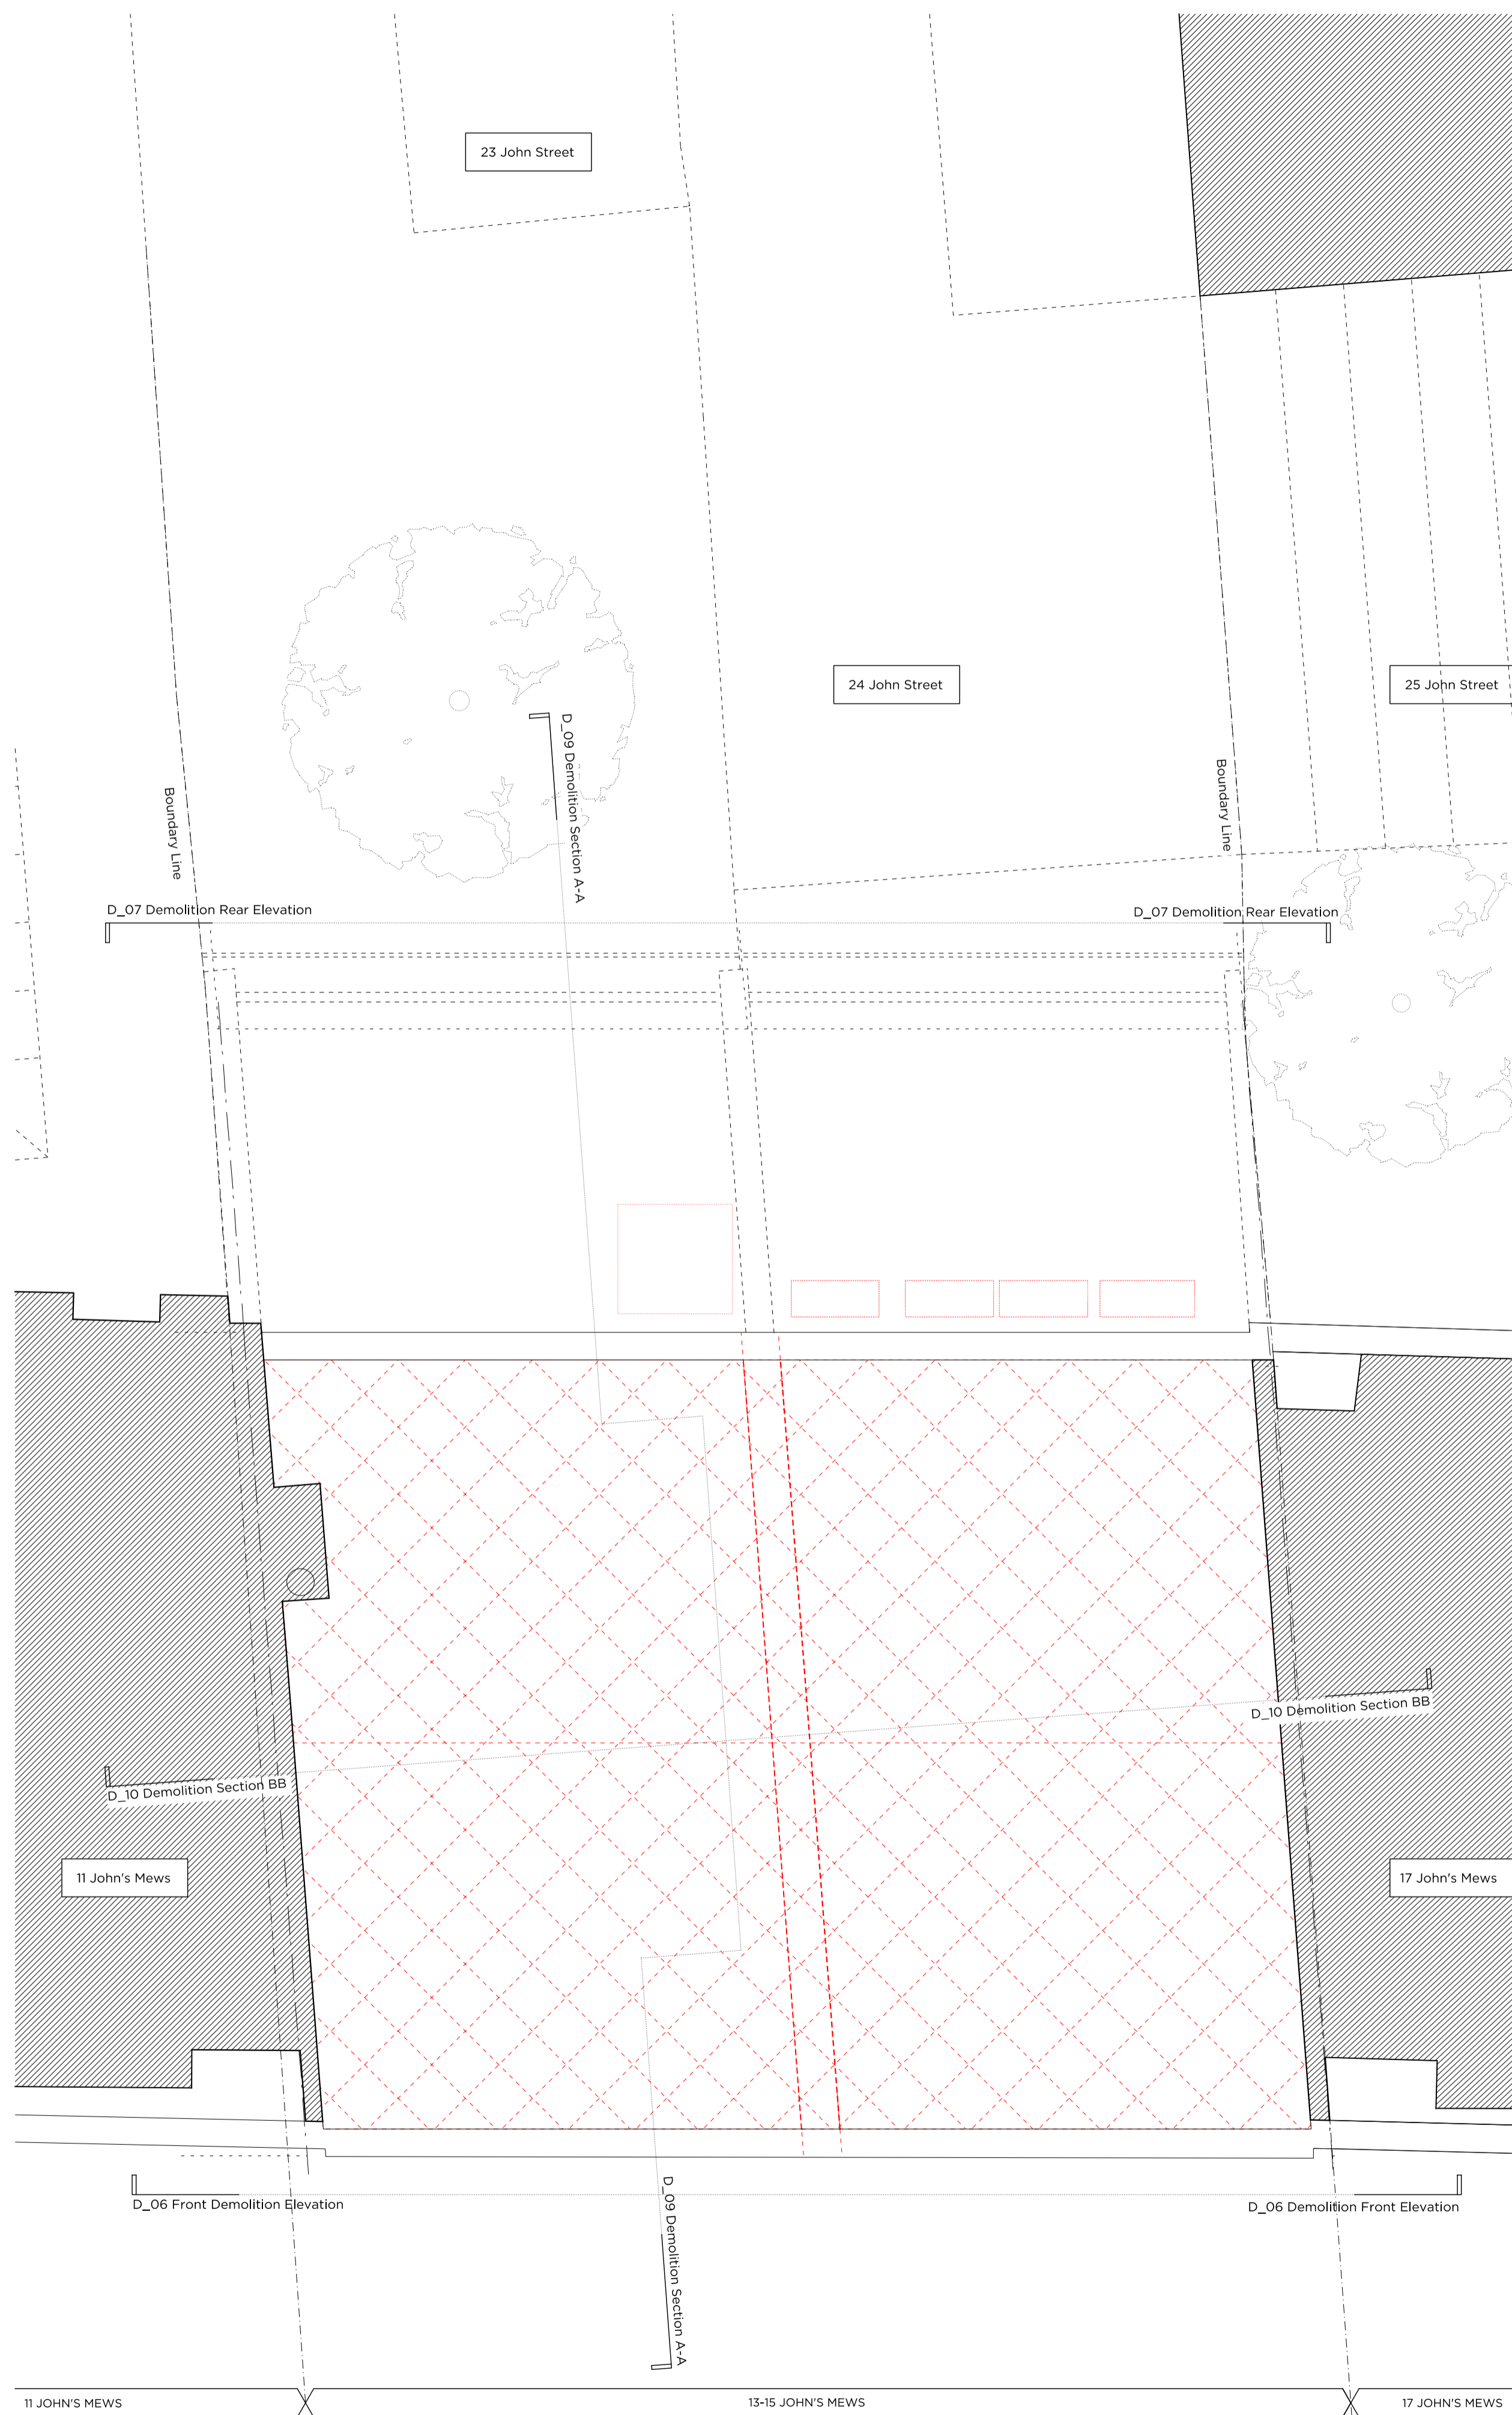 23 John Street
24 John Street
25 John Street
Boundary Line
Boundary Line
D_09 Demolition Section A-A
D_07 Demolition Rear Elevation
D_07 Demolition Rear Elevation
D_10 Demolition Section BB
D_10 Demolition Section BB
11 John's Mews
17 John's Mews
D_06 Front Demolition Elevation
D_06 Demolition Front Elevation
D_09 Demolition Section A-A
11 JOHN'S MEWS
13-15 JOHN'S MEWS
17 JOHN'S MEWS